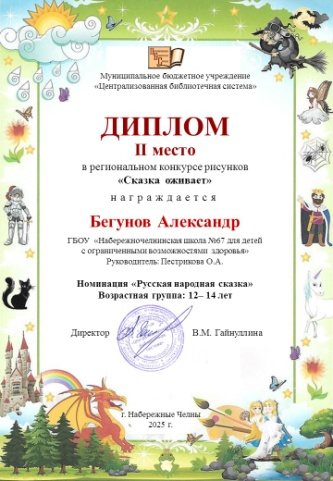 Муниципальное бюджетное учреждение
«Централизованная библиотечная система»
ДИПЛОМ
II место
в региональном конкурсе рисунков
«Сказка оживает»
награждается
Бегунов Александр
ГБОУ «Набережночелнинская школа №67 для детей
с ограниченными возможностями здоровья»
Руководитель: Пестрикова О.А.
Номинация «Русская народная сказка»
Возрастная группа: 12– 14 лет
Директор В.М. Гайнуллина
г. Набережные Челны
2025 г.